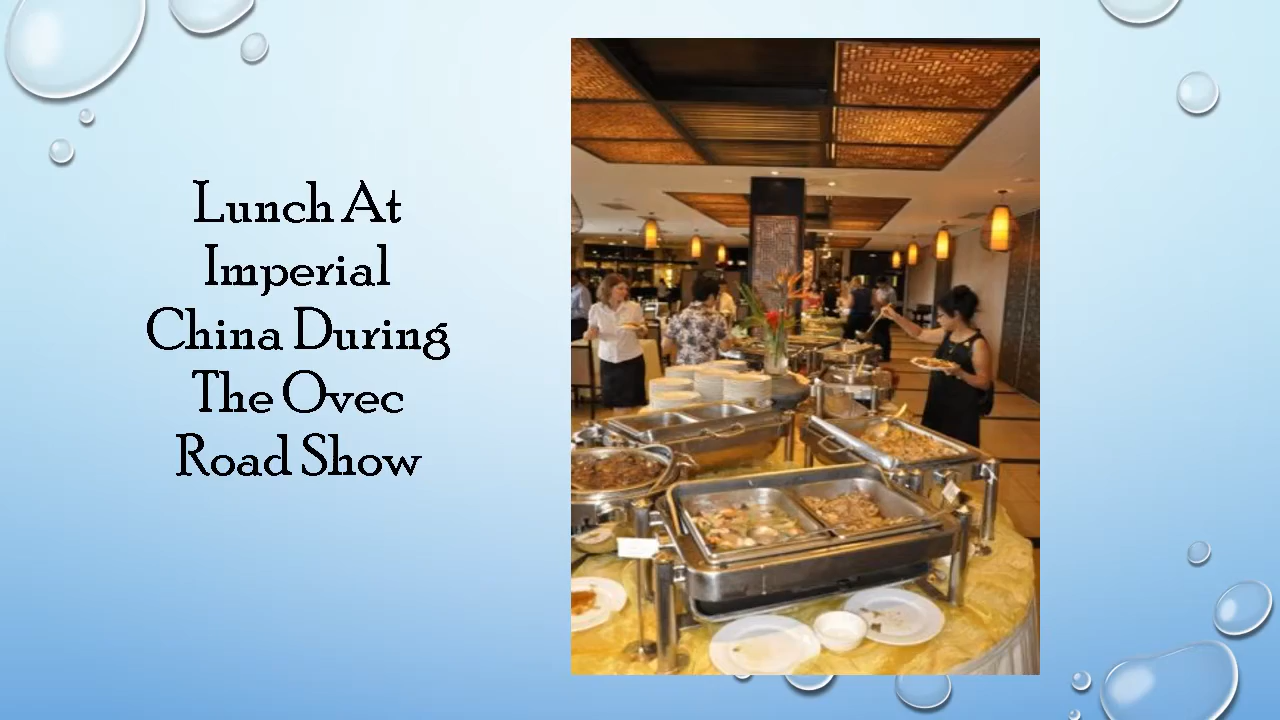 Lunch At
Imperial
China During
The Ovec
Road Show